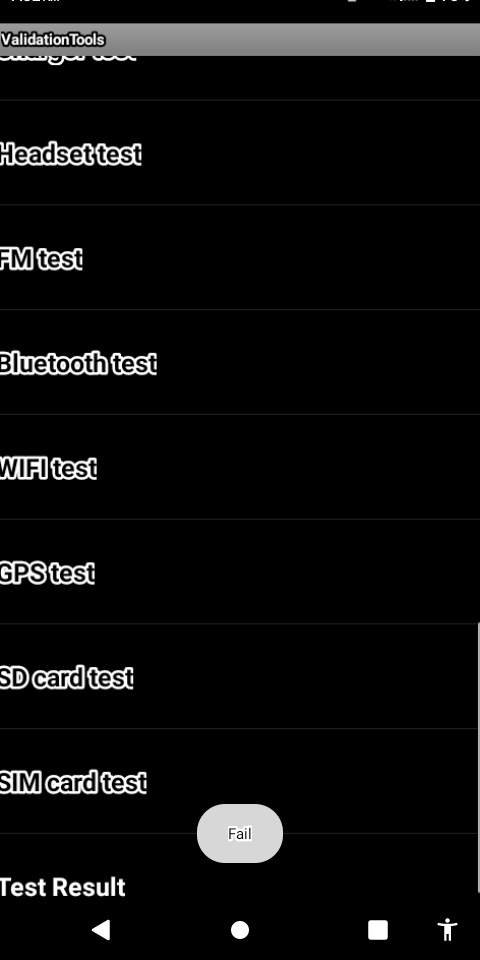 ValidationTools
Headset test
FM test
Bluetooth test
WIFI test
GPS test
SD card test
SIM card test
Fail
Test Result